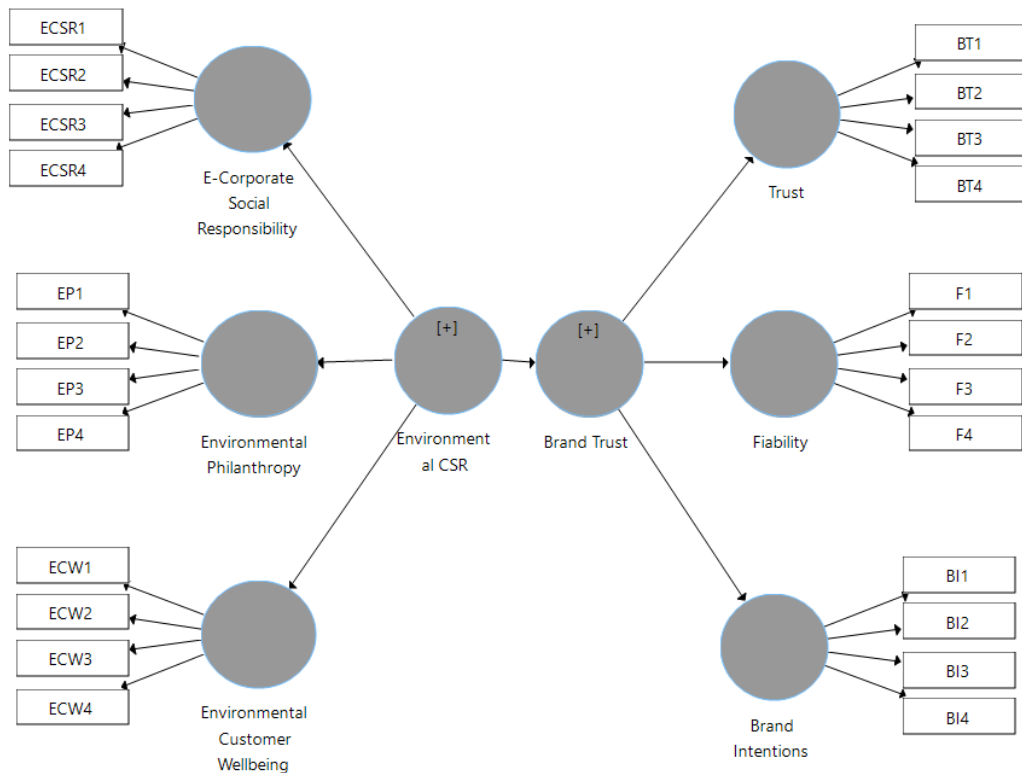 ECSR1
ECSR2
ECSR3
ECSR4
E-Corporate
Social
Responsibility
BT1
BT2
BT3
BT4
Trust
EP1
EP2
EP3
EP4
Environmental
Philanthropy
[+]
Environment
al CSR
[+]
Brand Trust
F1
F2
F3
F4
Fiability
ECW1
ECW2
ECW3
ECW4
Environmental
Customer
Wellbeing
BI1
BI2
BI3
BI4
Brand
Intentions